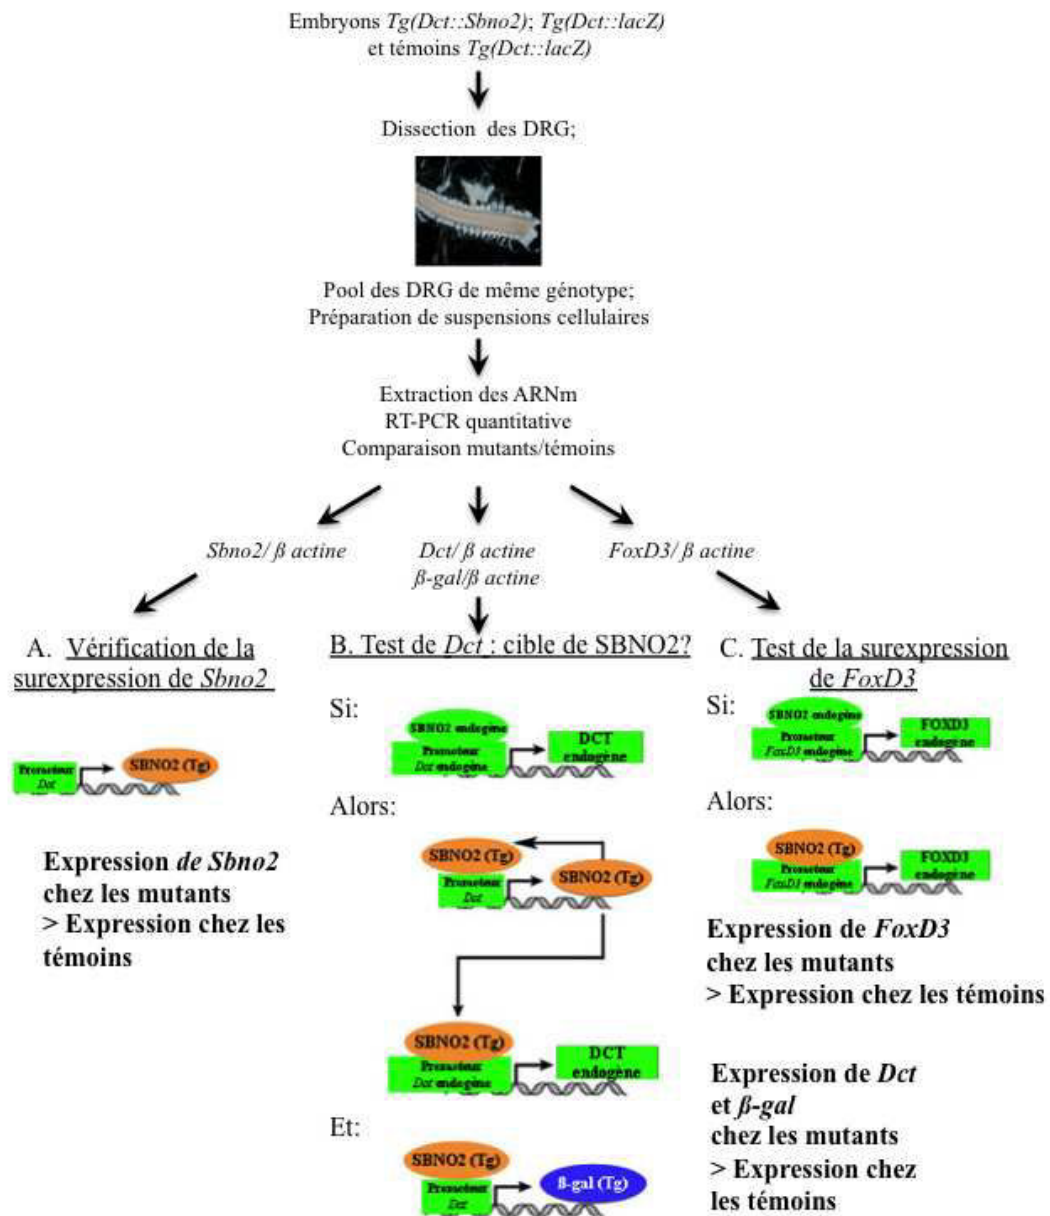 Embryons Tg(Dct::Sbno2); Tg(Dct::lacZ)
et témoins Tg(Dct::lacZ)
Dissection des DRG;
Pool des DRG de même génotype;
Préparation de suspensions cellulaires
Extraction des ARNm
RT-PCR quantitative
Comparaison mutants/témoins
Sbno2/ β actine
Dct/ β actine
β-gal/β actine
FoxD3/ β actine
A. Vérification de la
surexpression de Sbno2
Promoteur
Dct
SBNO2 (Tg)
Expression de Sbno2
chez les mutants
> Expression chez les
témoins
B. Test de Dct : cible de SBNO2?
Si:
SBNO2 endogène
Promoteur
Dct endogène
DCT
endogène
Alors:
SBNO2 (Tg)
Promoteur
Dct
SBNO2 (Tg)
SBNO2 (Tg)
Promoteur
Dct endogène
DCT
endogène
Et:
SBNO2 (Tg)
Promoteur
Dct
ß-gal (Tg)
C. Test de la surexpression
de FoxD3
Si:
SBNO2 endogène
Promoteur
FoxD3 endogène
FOXD3
endogène
Alors:
SBNO2 (Tg)
Promoteur
FoxD3 endogène
FOXD3
endogène
Expression de FoxD3
chez les mutants
> Expression chez les témoins
Expression de Dct
et ß-gal
chez les mutants
> Expression chez
les témoins